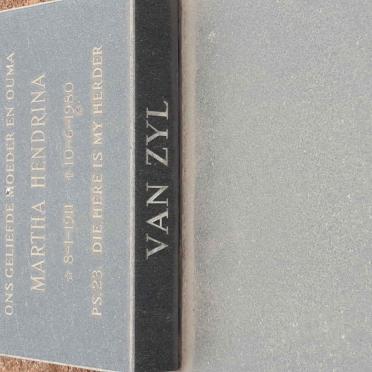 ONS GELIEFDE MOEDER EN OUMA
MARTHA HENDRINA
☆ 8-1-1911 ✞ 10-6-1980
PS. 23. DIE HERE IS MY HERDER
VAN ZYL